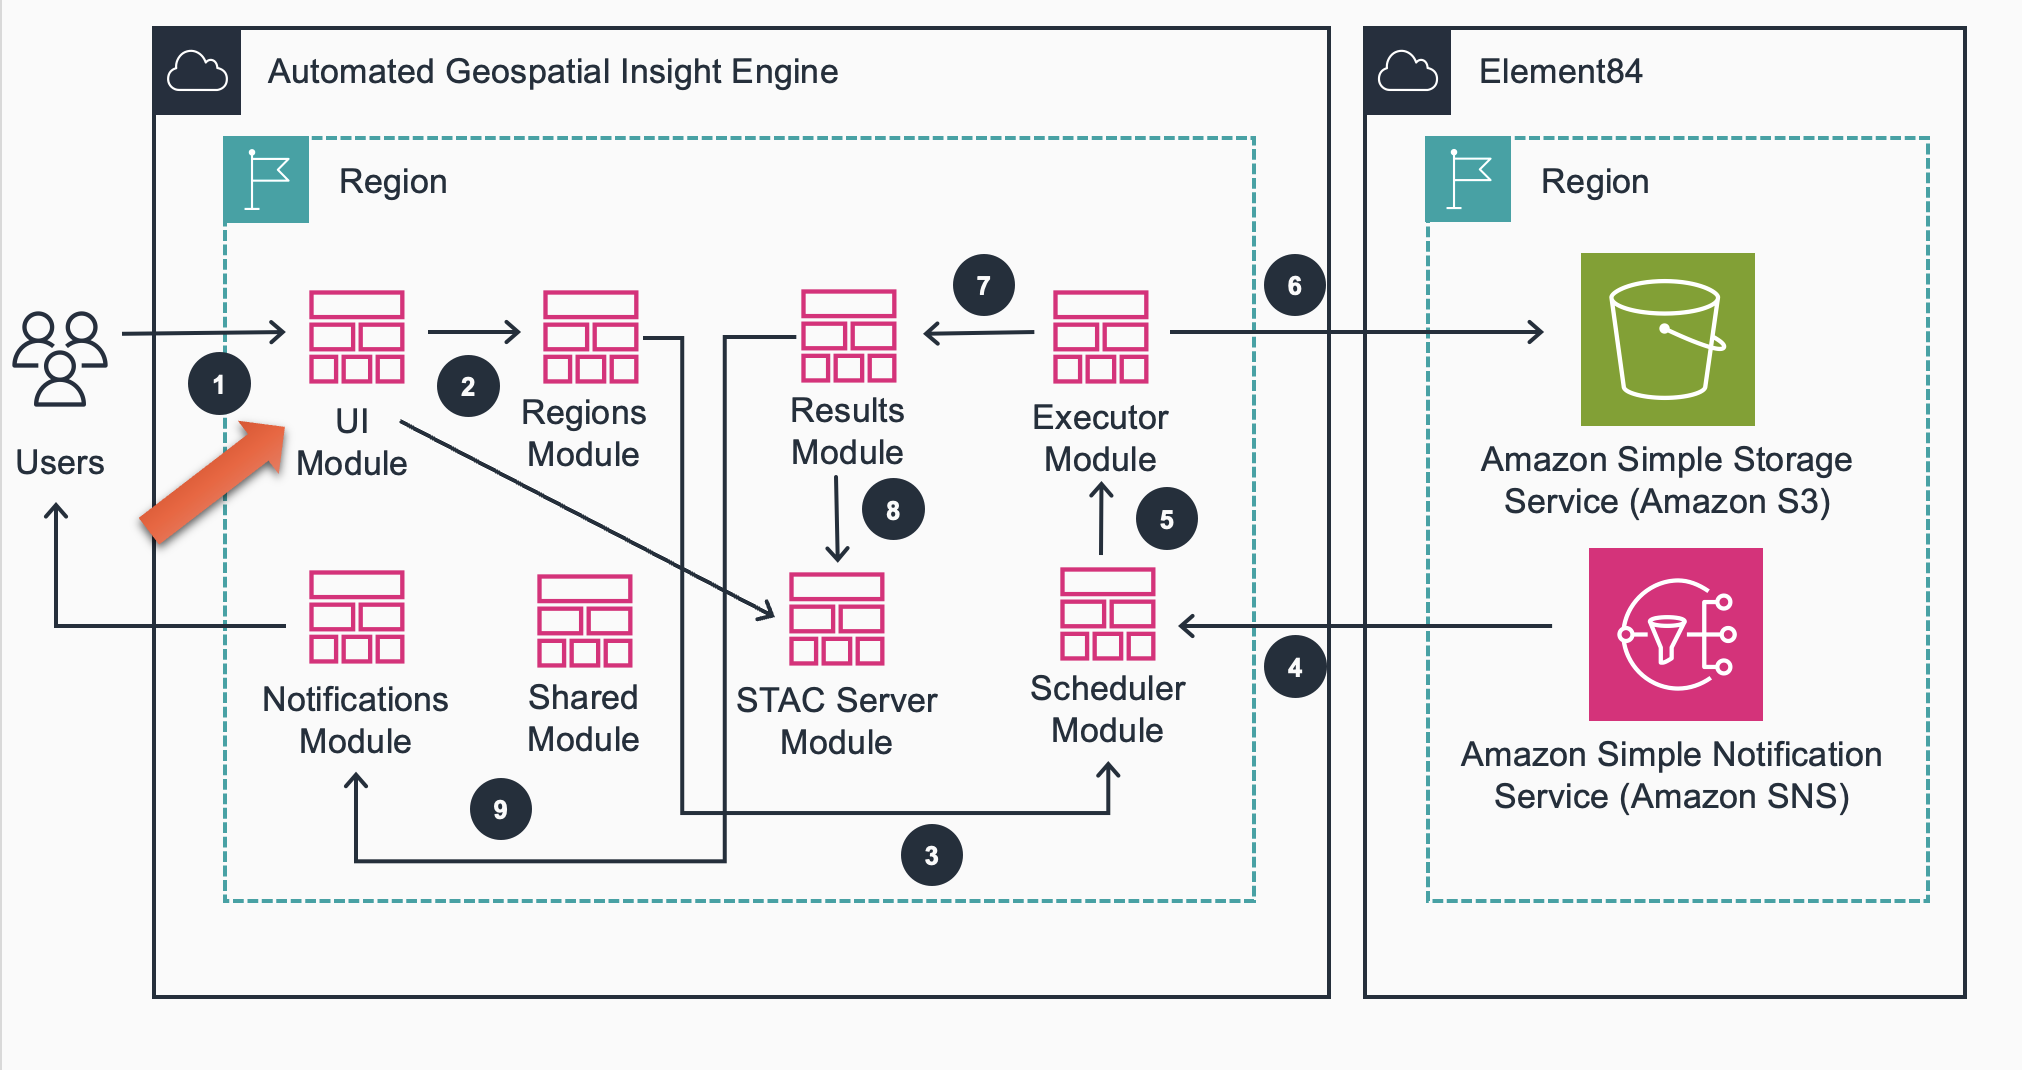 Automated Geospatial Insight Engine
Element84
Region
Region
7
6
1
2
UI
Module
Regions
Module
Results
Module
Executor
Module
Users
Amazon Simple Storage
Service (Amazon S3)
8
5
4
Notifications
Module
Shared
Module
STAC Server
Module
Scheduler
Module
Amazon Simple Notification
Service (Amazon SNS)
9
3